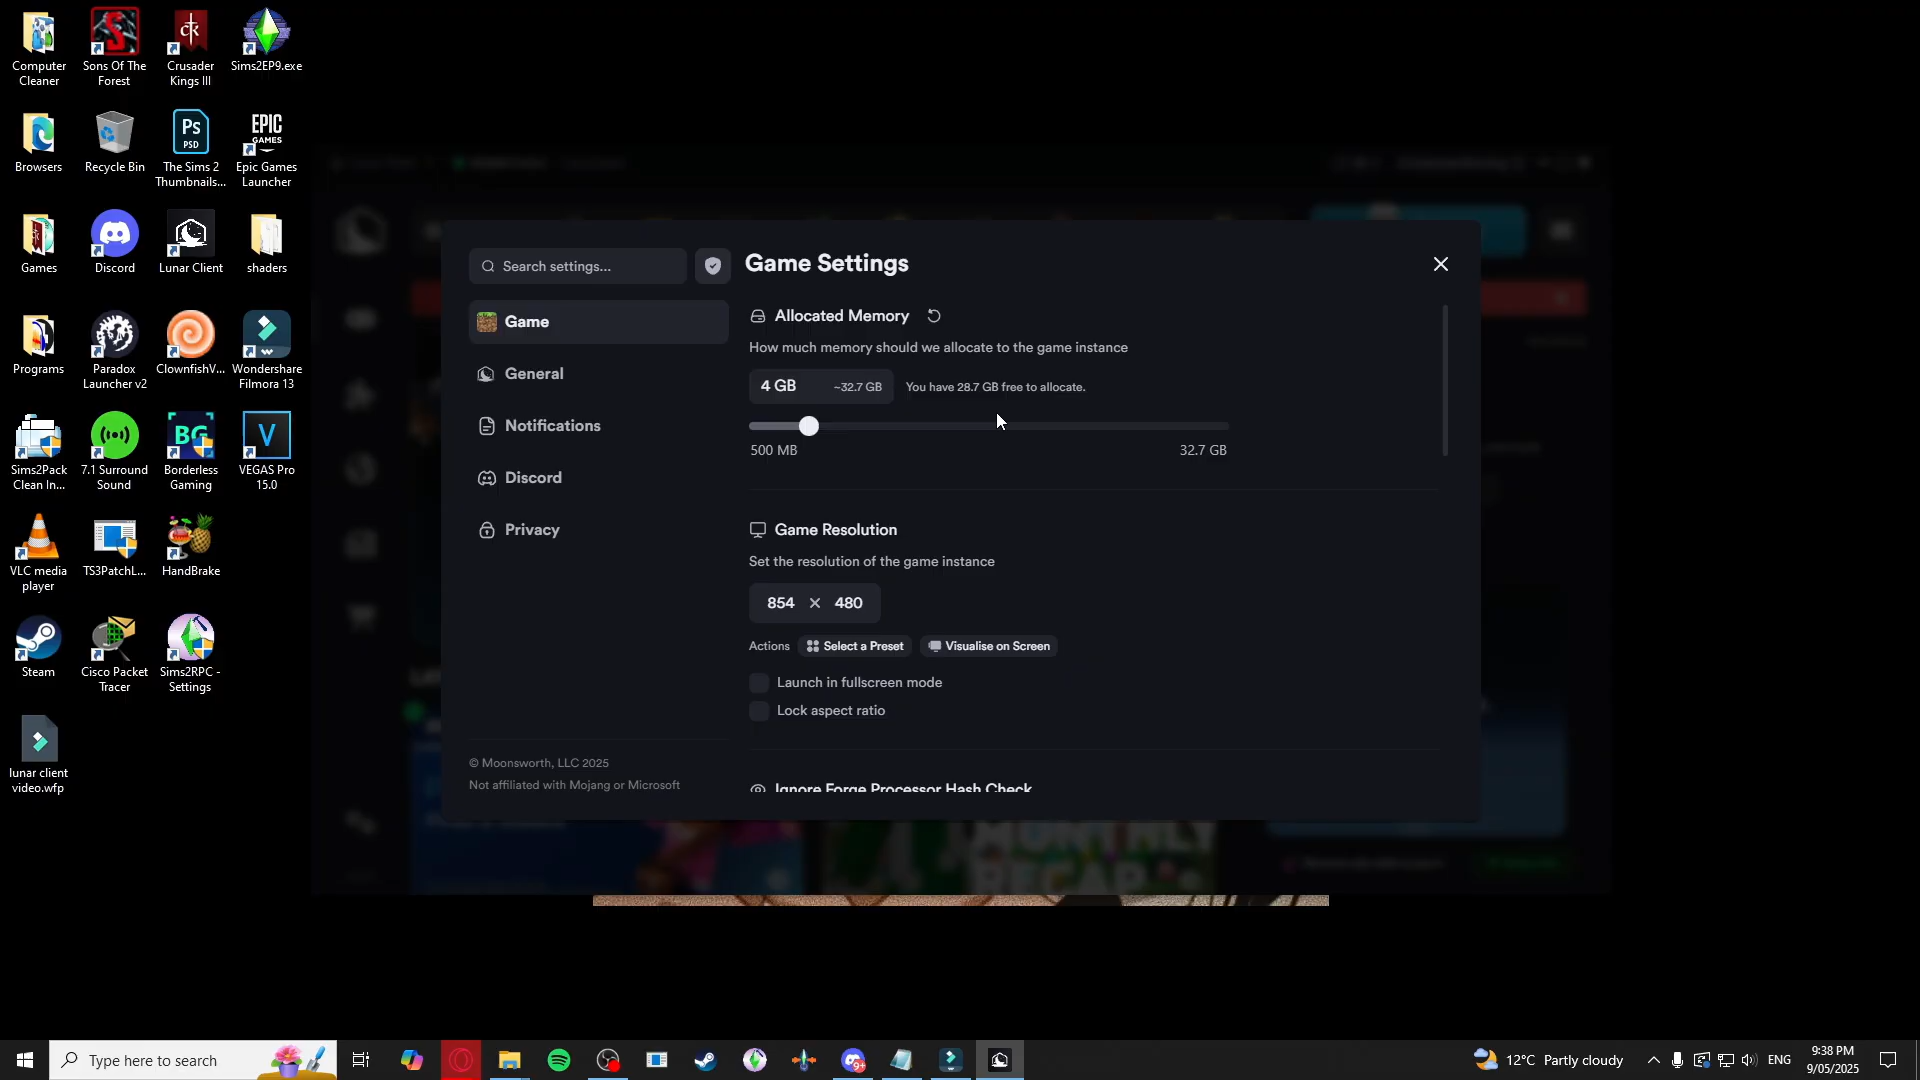 Computer
Cleaner
Sons Of The
Forest
Crusader
Kings III
Sims2EP9.exe
Browsers
Recycle Bin
Ps
PSD
The Sims 2
Thumbnails...
EPIC
GAMES
Epic Games
Launcher
Games
Discord
Lunar Client
shaders
Programs
Paradox
Launcher v2
ClownfishV...
Wondershare
Filmora 13
Sims2Pack
Clean In...
7.1 Surround
Sound
BG
Borderless
Gaming
V
VEGAS Pro
15.0
VLC media
player
TS3PatchL...
HandBrake
Steam
Cisco Packet
Tracer
Sims2RPC -
Settings
lunar client
video.wfp
Search settings...
Game
General
Notifications
Discord
Privacy
© Moonsworth, LLC 2025
Not affiliated with Mojang or Microsoft
Game Settings
Allocated Memory
How much memory should we allocate to the game instance
4 GB ~32.7 GB You have 28.7 GB free to allocate.
500 MB 32.7 GB
Game Resolution
Set the resolution of the game instance
854 × 480
Actions Select a Preset Visualise on Screen
Launch in fullscreen mode
Lock aspect ratio
Ignore Forge Processor Hash Check
MONTHLY
RECAP
Type here to search
9+
12°C Partly cloudy
ENG
9:38 PM
9/05/2025